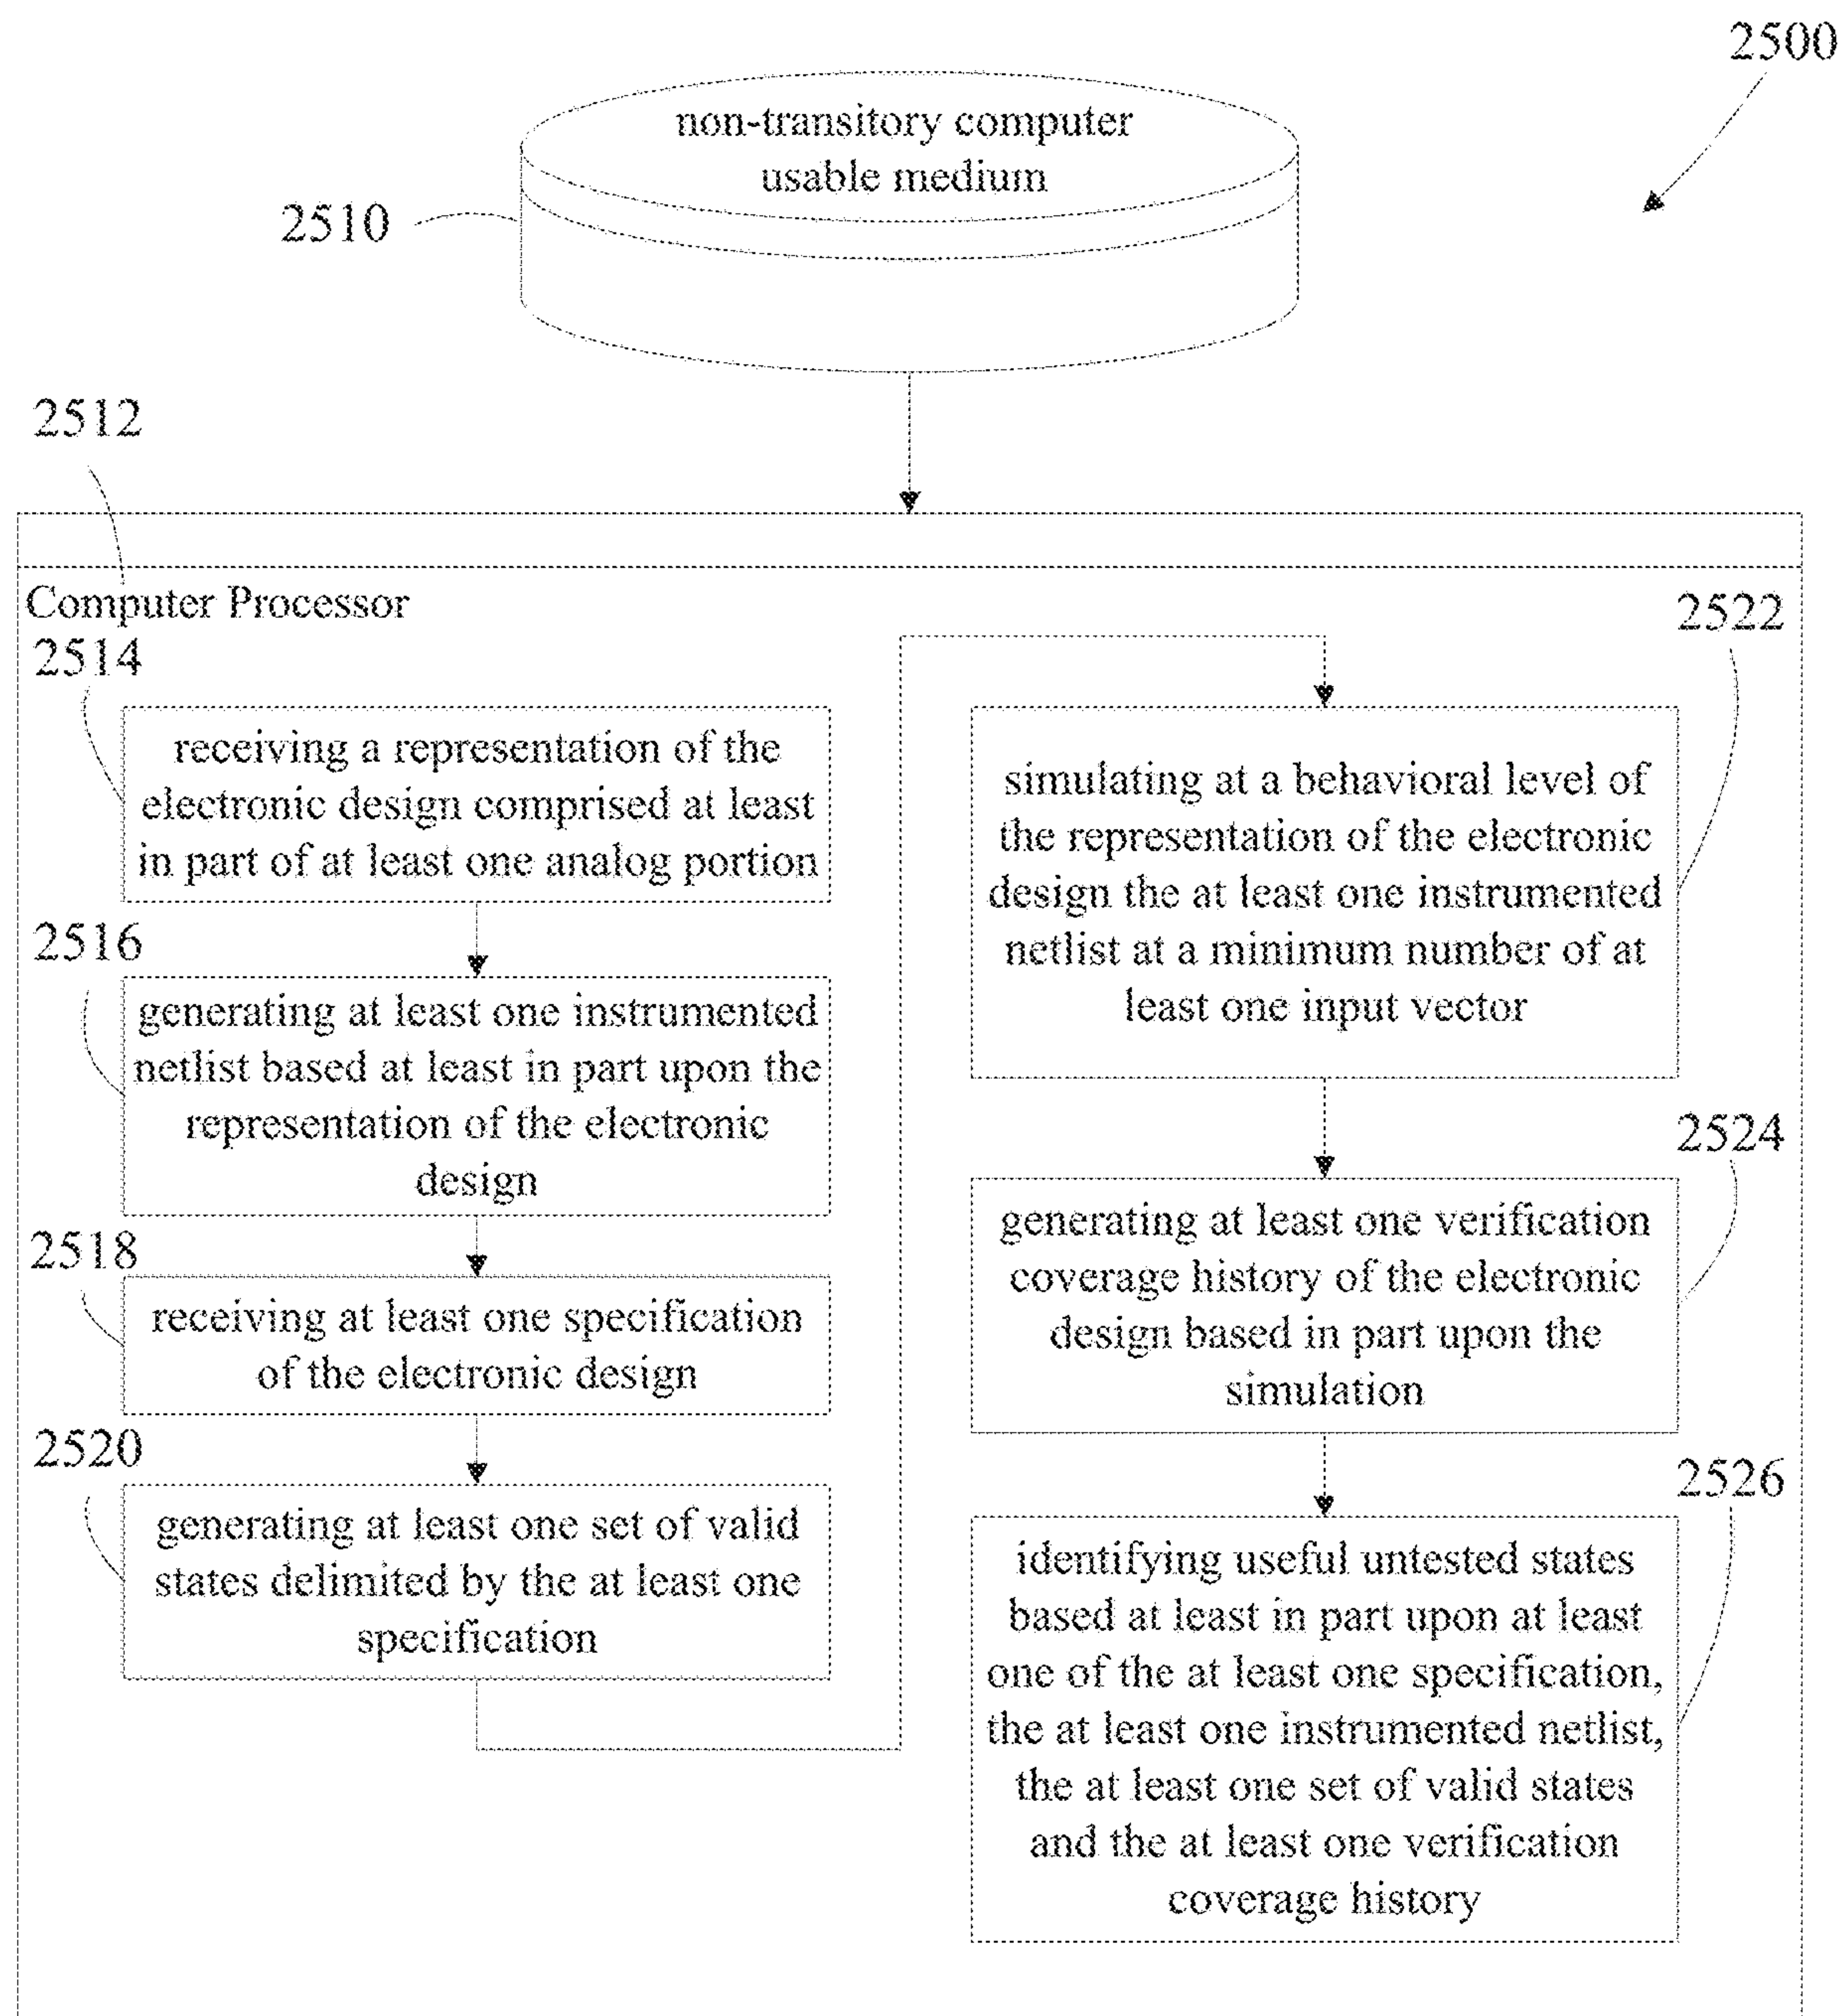 2500
non-transitory computer
usable medium
2510
2512
Computer Processor
2514
receiving a representation of the
electronic design comprised at least
in part of at least one analog portion
2516
generating at least one instrumented
netlist based at least in part upon the
representation of the electronic
design
2518
receiving at least one specification
of the electronic design
2520
generating at least one set of valid
states delimited by the at least one
specification
2522
simulating at a behavioral level of
the representation of the electronic
design the at least one instrumented
netlist at a minimum number of at
least one input vector
2524
generating at least one verification
coverage history of the electronic
design based in part upon the
simulation
2526
identifying useful untested states
based at least in part upon at least
one of the at least one specification,
the at least one instrumented netlist,
the at least one set of valid states
and the at least one verification
coverage history